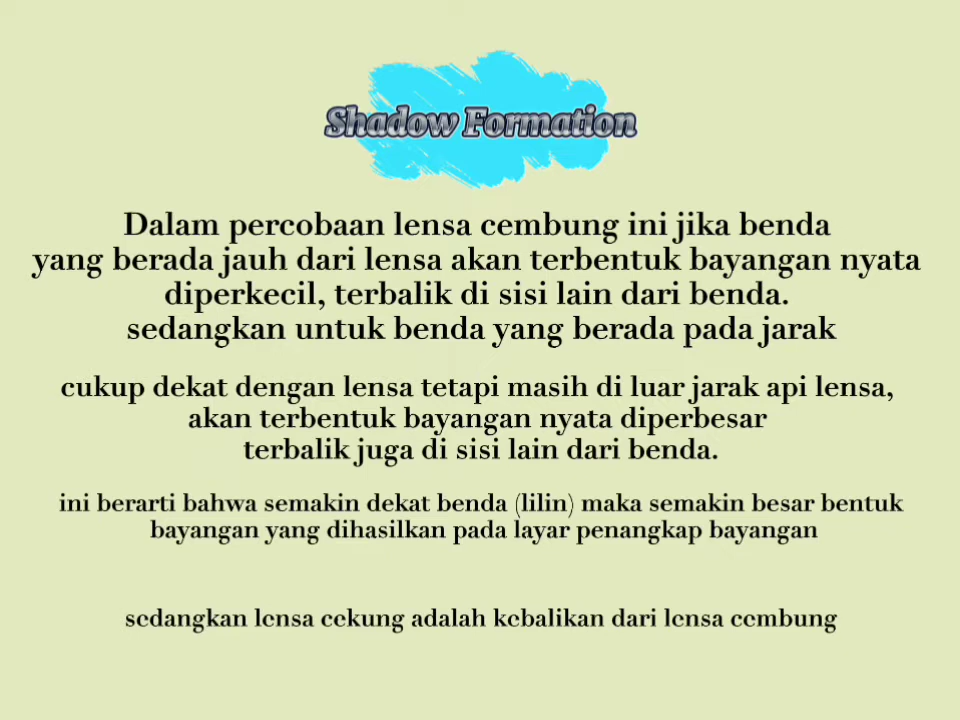 Shadow Formation
Dalam percobaan lensa cembung ini jika benda
yang berada jauh dari lensa akan terbentuk bayangan nyata
diperkecil, terbalik di sisi lain dari benda.
sedangkan untuk benda yang berada pada jarak
cukup dekat dengan lensa tetapi masih di luar jarak api lensa,
akan terbentuk bayangan nyata diperbesar
terbalik juga di sisi lain dari benda.
ini berarti bahwa semakin dekat benda (lilin) maka semakin besar bentuk
bayangan yang dihasilkan pada layar penangkap bayangan
sedangkan lensa cekung adalah kebalikan dari lensa cembung